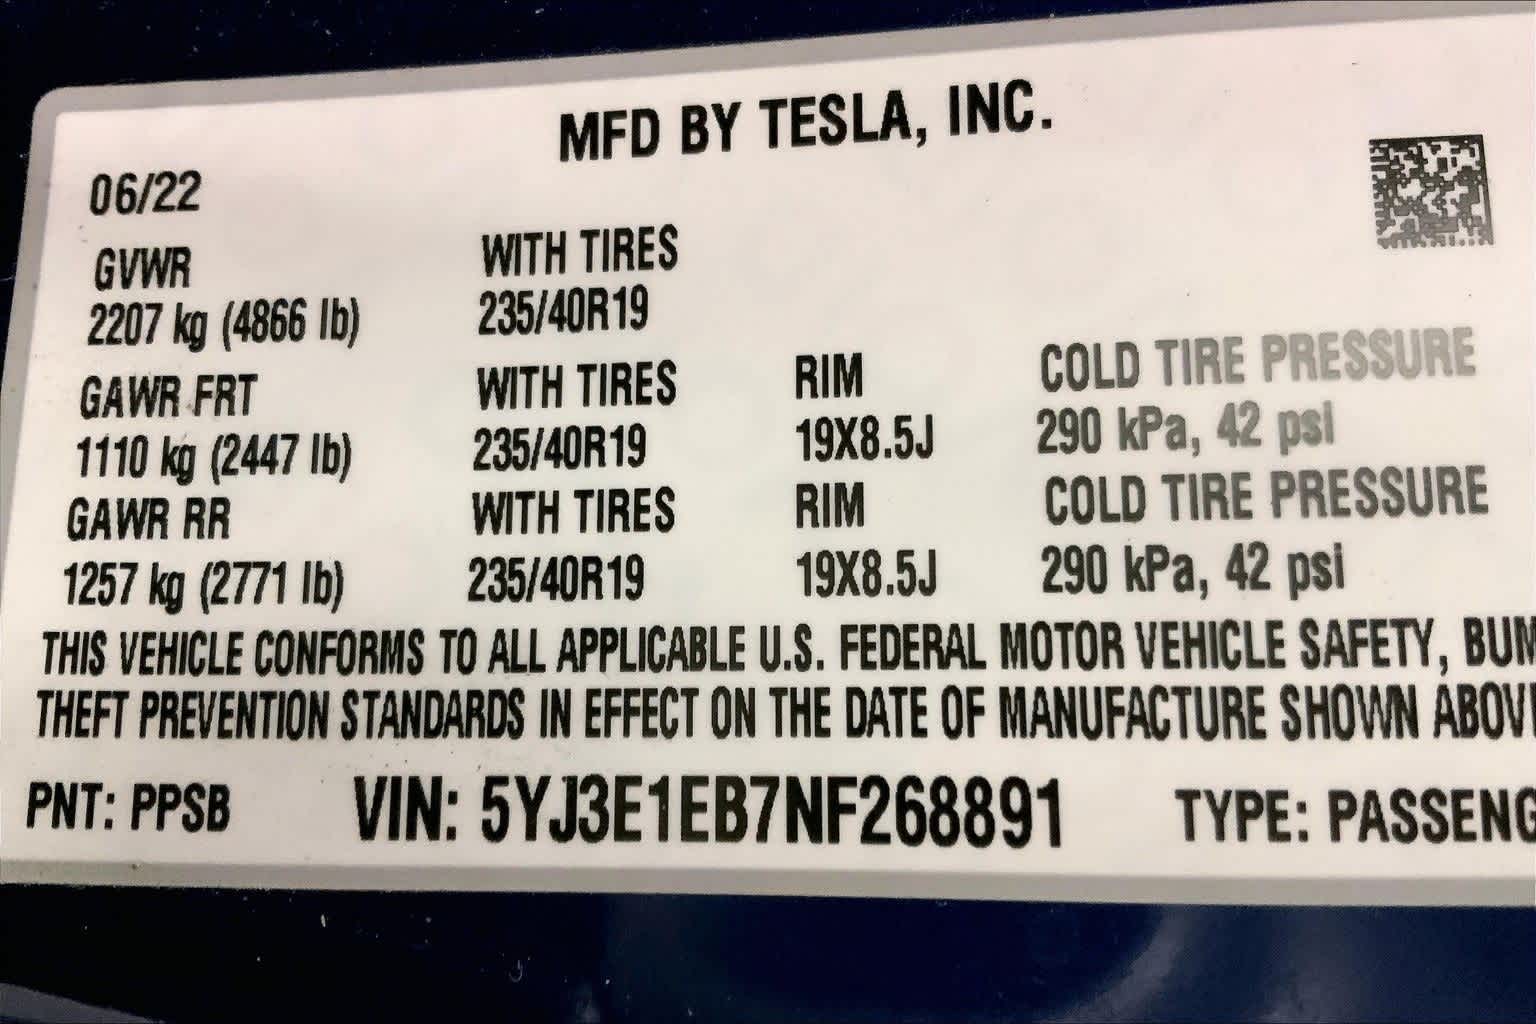 MFD BY TESLA, INC.
06/22
GVWR WITH TIRES
2207 kg (4866 lb) 235/40R19
GAWR FRT WITH TIRES RIM COLD TIRE PRESSURE
1110 kg (2447 lb) 235/40R19 19X8.5J 290 kPa, 42 psi
GAWR RR WITH TIRES RIM COLD TIRE PRESSURE
1257 kg (2771 lb) 235/40R19 19X8.5J 290 kPa, 42 psi
THIS VEHICLE CONFORMS TO ALL APPLICABLE U.S. FEDERAL MOTOR VEHICLE SAFETY, BUM
THEFT PREVENTION STANDARDS IN EFFECT ON THE DATE OF MANUFACTURE SHOWN ABOV
PNT: PPSB VIN: 5YJ3E1EB7NF268891 TYPE: PASSENG